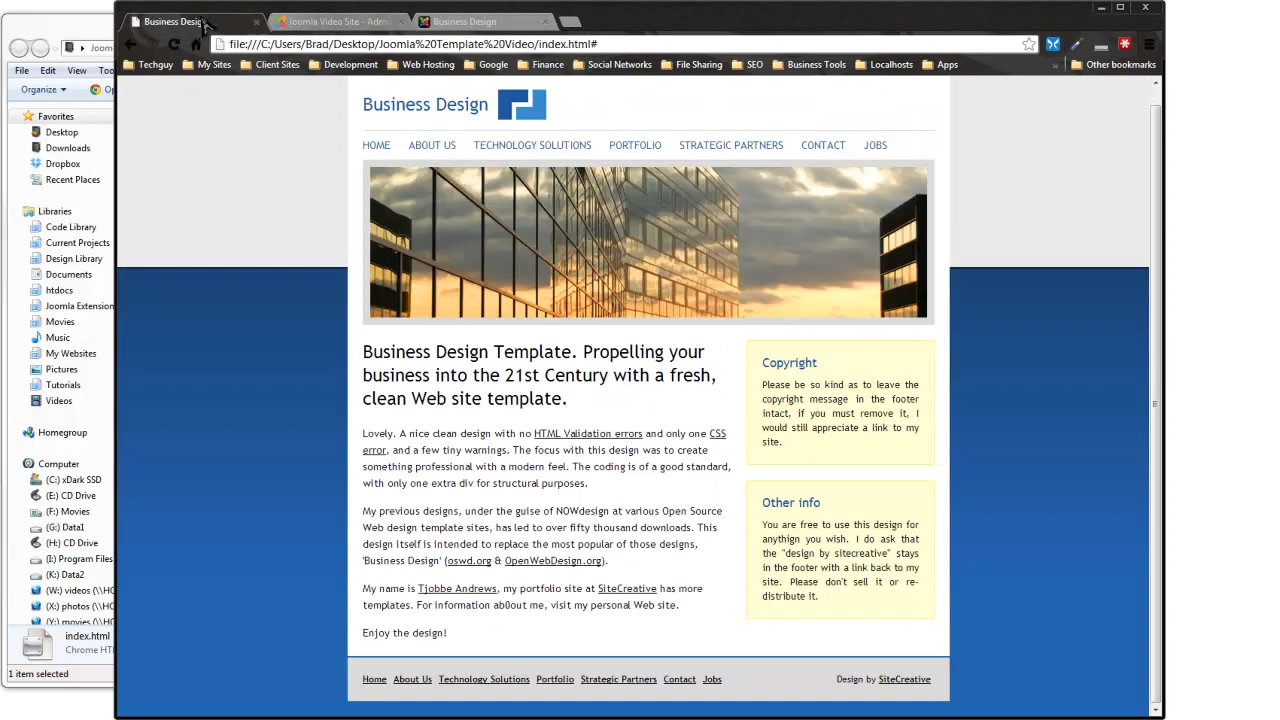 Business Desig
Joomla Video Site - Admi
Business Design
Joom
file:///C:/Users/Brad/Desktop/Joomla%20Template%20Video/index.html#
File Edit View Too
Techguy My Sites Client Sites Development Web Hosting Google Finance Social Networks File Sharing SEO Business Tools Localhosts Apps » Other bookmarks
Organize
Favorites
Desktop
Downloads
Dropbox
Recent Places
Libraries
Code Library
Current Projects
Design Library
Documents
htdocs
Joomla Extension
Movies
Music
My Websites
Pictures
Tutorials
Videos
Homegroup
Computer
(C:) xDark SSD
(E:) CD Drive
(F:) Movies
(G:) Data1
(H:) CD Drive
(I:) Program Files
(K:) Data2
(W:) videos (\\HC
(X:) photos (\\HO
(Y:) movies (\\HC
index.html
Chrome HT
1 item selected
Business Design
HOME ABOUT US TECHNOLOGY SOLUTIONS PORTFOLIO STRATEGIC PARTNERS CONTACT JOBS
Business Design Template. Propelling your
business into the 21st Century with a fresh,
clean Web site template.
Lovely. A nice clean design with no HTML Validation errors and only one CSS
error, and a few tiny warnings. The focus with this design was to create
something professional with a modern feel. The coding is of a good standard,
with only one extra div for structural purposes.
My previous designs, under the guise of NOWdesign at various Open Source
Web design template sites, has led to over fifty thousand downloads. This
design itself is intended to replace the most popular of those designs,
'Business Design' (oswd.org & OpenWebDesign.org).
My name is Tjobbe Andrews, my portfolio site at SiteCreative has more
templates. For information ab0out me, visit my personal Web site.
Enjoy the design!
Copyright
Please be so kind as to leave the
copyright message in the footer
intact, if you must remove it, I
would still appreciate a link to my
site.
Other info
You are free to use this design for
anythign you wish. I do ask that
the "design by sitecreative" stays
in the footer with a link back to my
site. Please don't sell it or re-
distribute it.
Home About Us Technology Solutions Portfolio Strategic Partners Contact Jobs
Design by SiteCreative